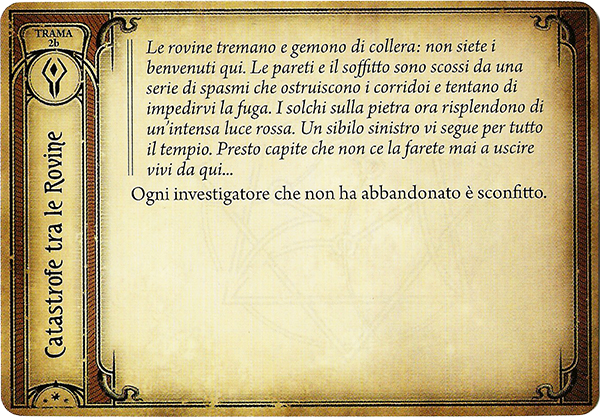 TRAMA
2b
Catastrofe tra le Rovine
Le rovine tremano e gemono di collera: non siete i
benvenuti qui. Le pareti e il soffitto sono scossi da una
serie di spasmi che ostruiscono i corridoi e tentano di
impedirvi la fuga. I solchi sulla pietra ora risplendono di
un'intensa luce rossa. Un sibilo sinistro vi segue per tutto
il tempio. Presto capite che non ce la farete mai a uscire
vivi da qui...
Ogni investigatore che non ha abbandonato è sconfitto.